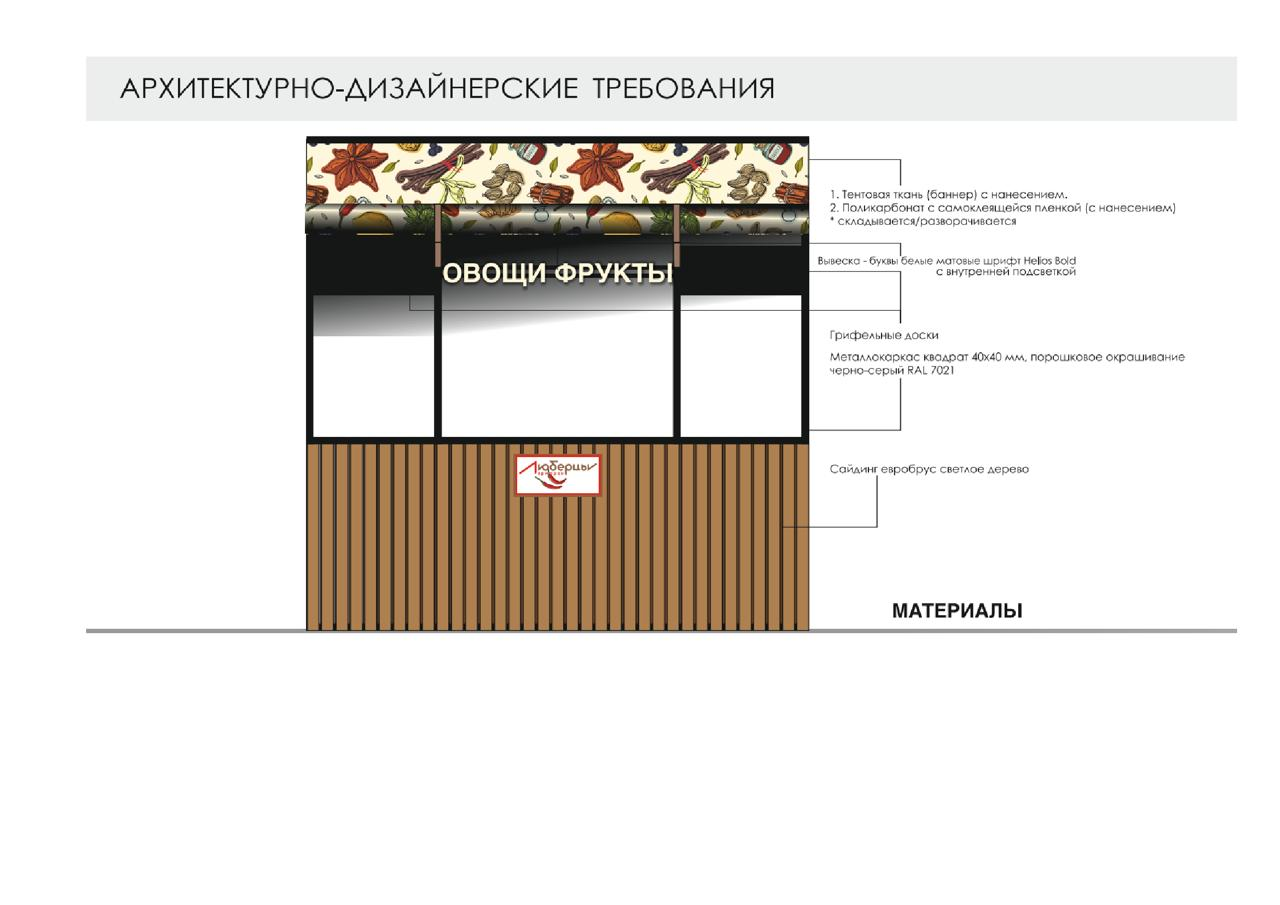 АРХИТЕКТУРНО-ДИЗАЙНЕРСКИЕ ТРЕБОВАНИЯ
1. Тентовая ткань (баннер) с нанесением.
2. Поликарбонат с самоклеящейся пленкой (с нанесением)
* складывается/разворачивается
Вывеска - буквы белые матовые шрифт Helios Bold
с внутренней подсветкой
ОВОЩИ ФРУКТЫ
Грифельные доски
Металлокаркас квадрат 40х40 мм, порошковое окрашивание
черно-серый RAL 7021
Люберцы
Сайдинг евробрус светлое дерево
МАТЕРИАЛЫ